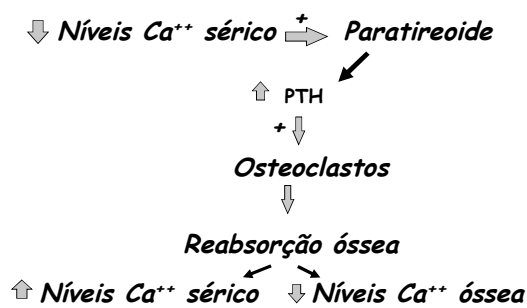 Níveis Ca⁺⁺ sérico + Paratireoide
PTH
+
Osteoclastos
Reabsorção óssea
Níveis Ca⁺⁺ sérico Níveis Ca⁺⁺ óssea